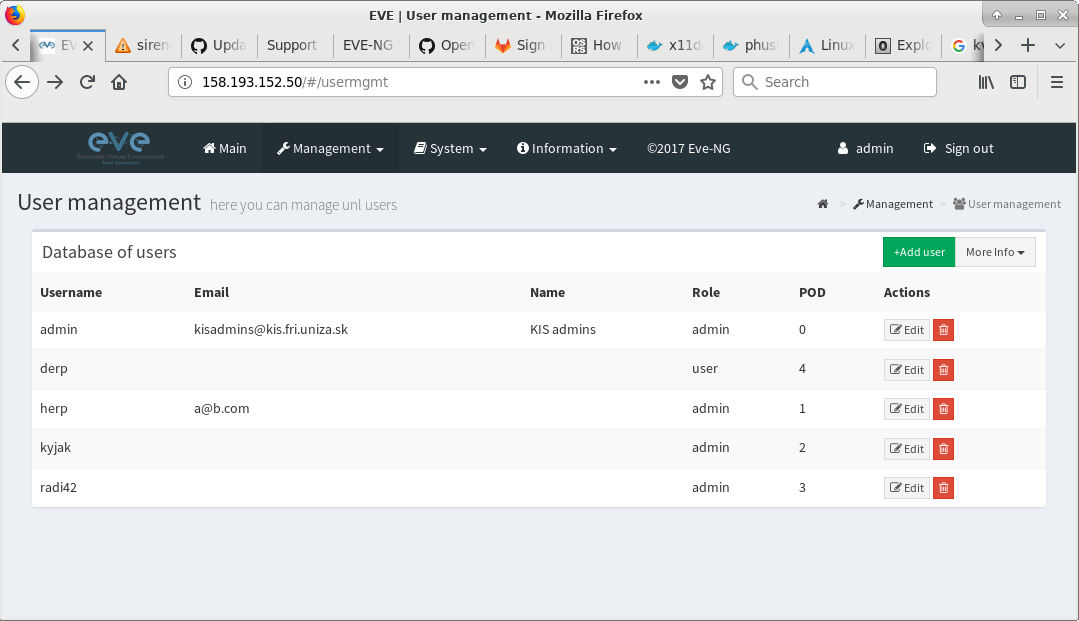 EVE | User management - Mozilla Firefox
EV siren Upda Support EVE-NG Open Sign How x11d phus Linux Explo kv
158.193.152.50/#/usermgmt Search
eve Main Management System Information ©2017 Eve-NG admin Sign out
Emulated Virtual Environment
Next Generation
User management here you can manage unl users > Management > User management
Database of users +Add user More Info
Username Email Name Role POD Actions
admin kisadmins@kis.fri.uniza.sk KIS admins admin 0 Edit
derp user 4 Edit
herp a@b.com admin 1 Edit
kyjak admin 2 Edit
radi42 admin 3 Edit